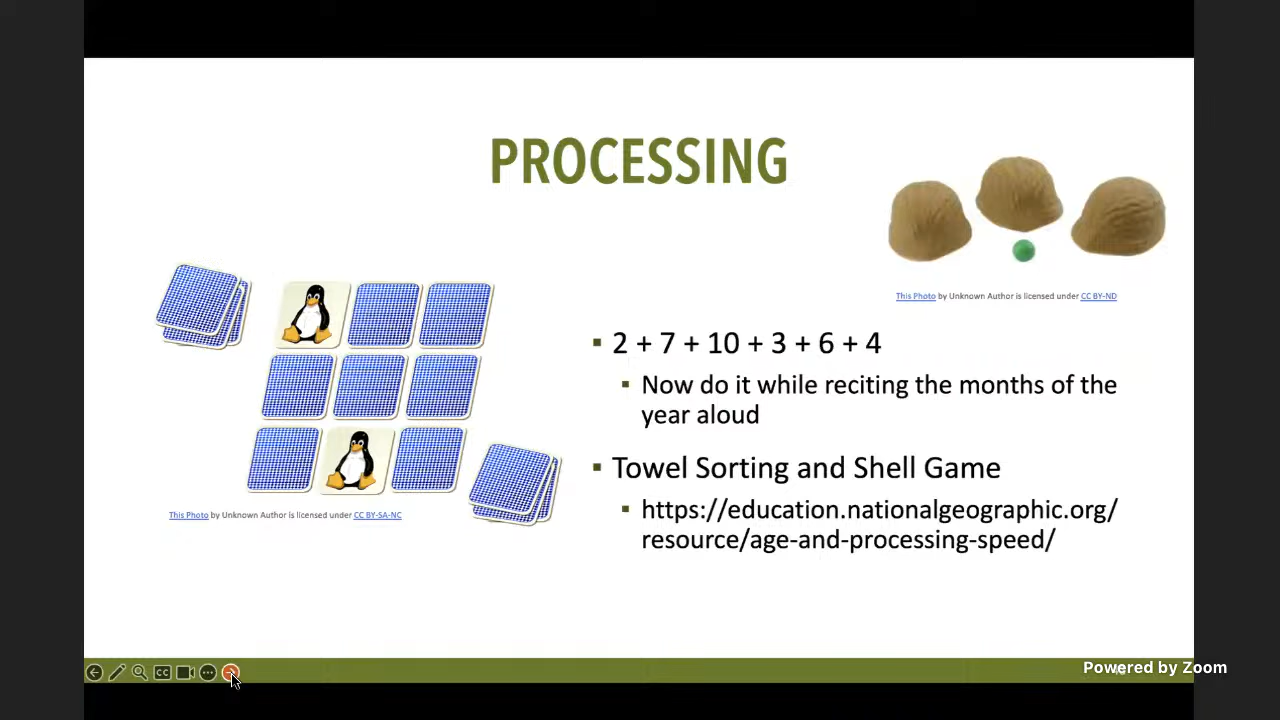 PROCESSING
This Photo by Unknown Author is licensed under CC BY-ND
2 + 7 + 10 + 3 + 6 + 4
Now do it while reciting the months of the
year aloud
Towel Sorting and Shell Game
https://education.nationalgeographic.org/
resource/age-and-processing-speed/
This Photo by Unknown Author is licensed under CC BY-SA-NC
CC
Powered by Zoom